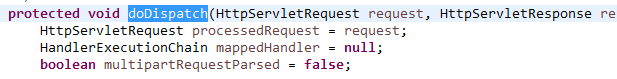 protected void doDispatch(HttpServletRequest request, HttpServletResponse re
HttpServletRequest processedRequest = request;
HandlerExecutionChain mappedHandler = null;
boolean multipartRequestParsed = false;